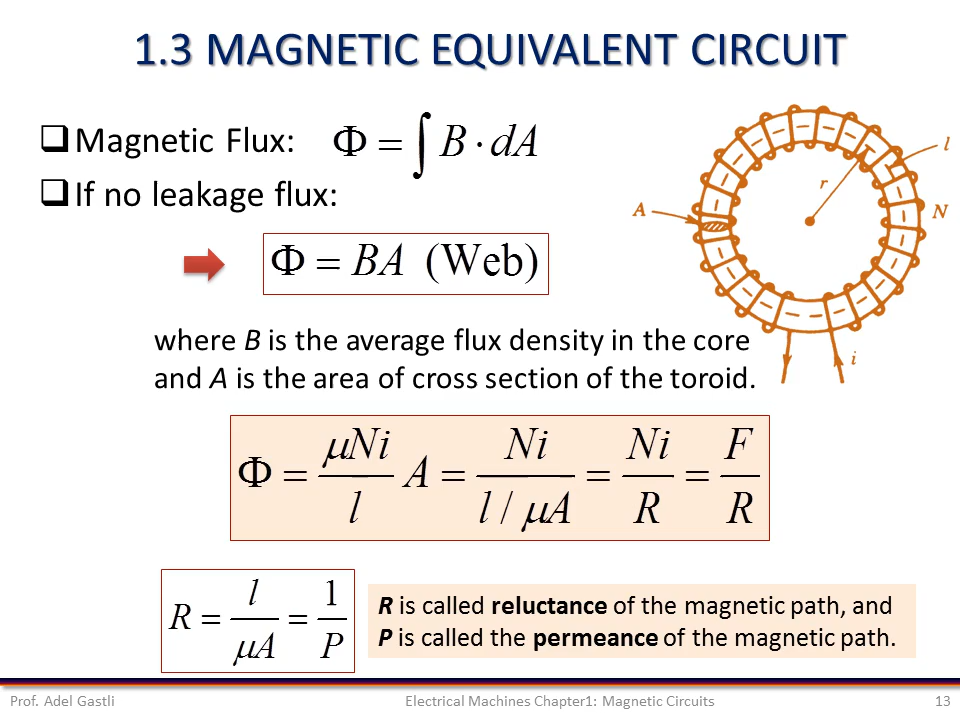 1.3 MAGNETIC EQUIVALENT CIRCUIT
❑Magnetic Flux: Φ = ∫ B · dA
❑If no leakage flux:
Φ = BA (Web)
l
r
A
N
i
where B is the average flux density in the core
and A is the area of cross section of the toroid.
Φ = μNi/l A = Ni/(l / μA) = Ni/R = F/R
R = l/μA = 1/P
R is called reluctance of the magnetic path, and
P is called the permeance of the magnetic path.
Prof. Adel Gastli Electrical Machines Chapter1: Magnetic Circuits 13